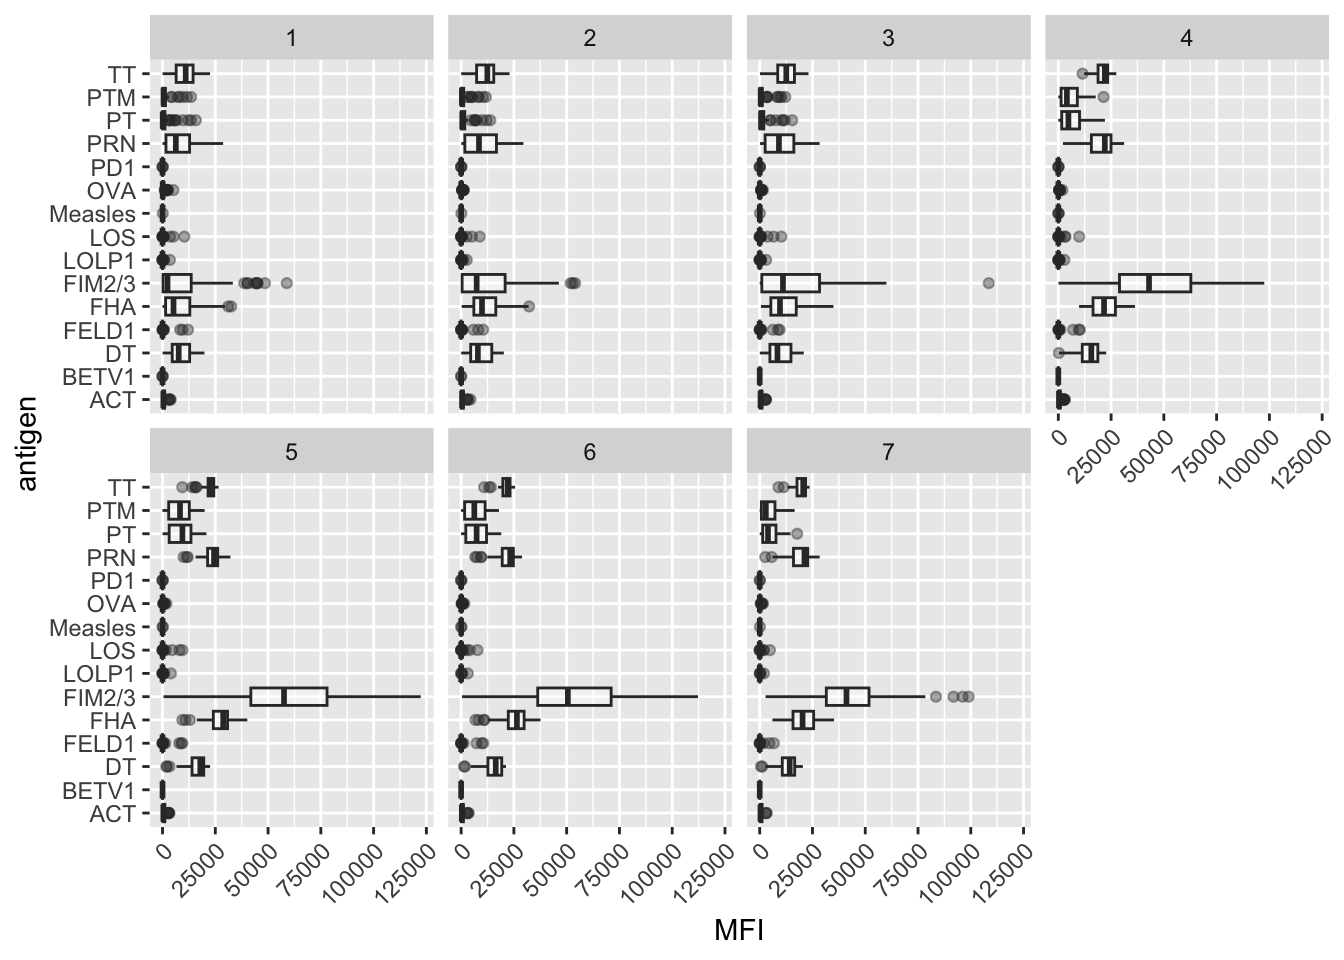 1 2 3 4
TT
PTM
PT
PRN
PD1
OVA
Measles
LOS
LOLP1
FIM2/3
FHA
FELD1
DT
BETV1
ACT
0 25000 50000 75000 100000 125000
antigen
5 6 7
TT
PTM
PT
PRN
PD1
OVA
Measles
LOS
LOLP1
FIM2/3
FHA
FELD1
DT
BETV1
ACT
0 25000 50000 75000 100000 125000 0 25000 50000 75000 100000 125000 0 25000 50000 75000 100000 125000
MFI